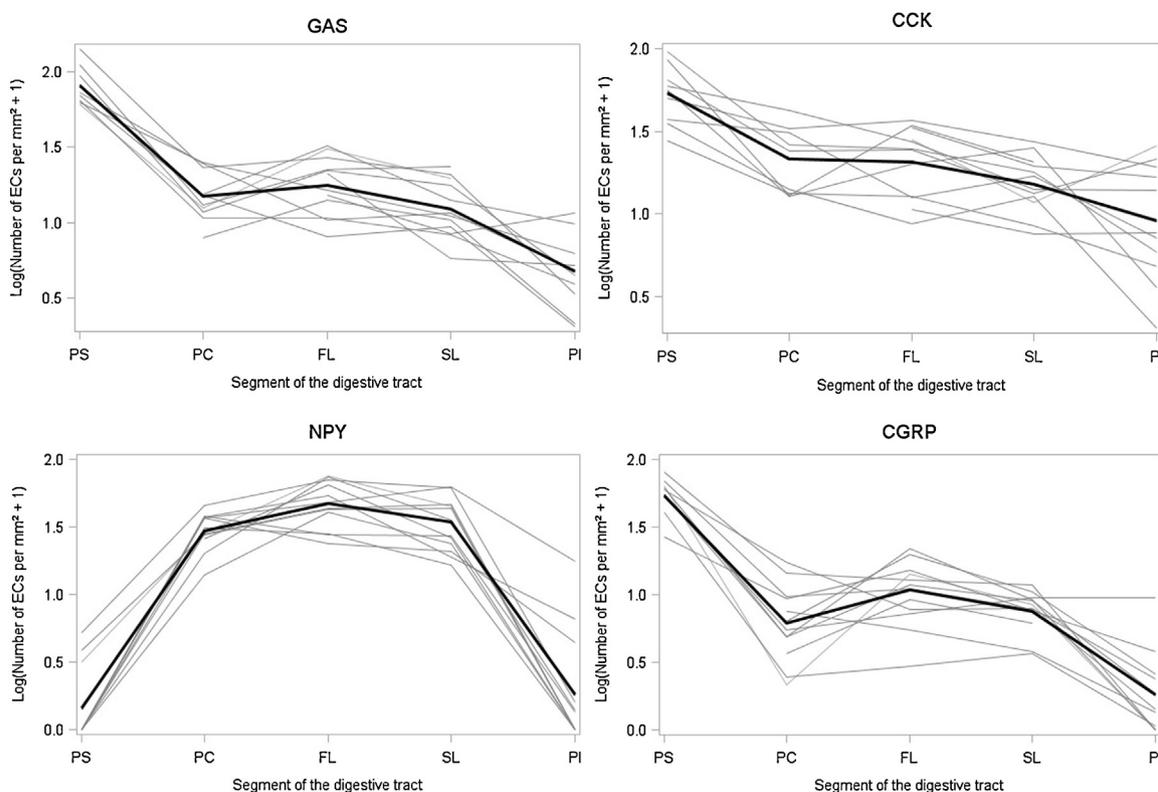 GAS
Log(Number of ECs per mm² + 1)
2.0
1.5
1.0
0.5
PS PC FL SL PI
Segment of the digestive tract
CCK
Log(Number of ECs per mm² + 1)
2.0
1.5
1.0
0.5
PS PC FL SL P
Segment of the digestive tract
NPY
Log(Number of ECs per mm² + 1)
2.0
1.5
1.0
0.5
0.0
PS PC FL SL PI
Segment of the digestive tract
CGRP
Log(Number of ECs per mm² + 1)
2.0
1.5
1.0
0.5
0.0
PS PC FL SL P
Segment of the digestive tract